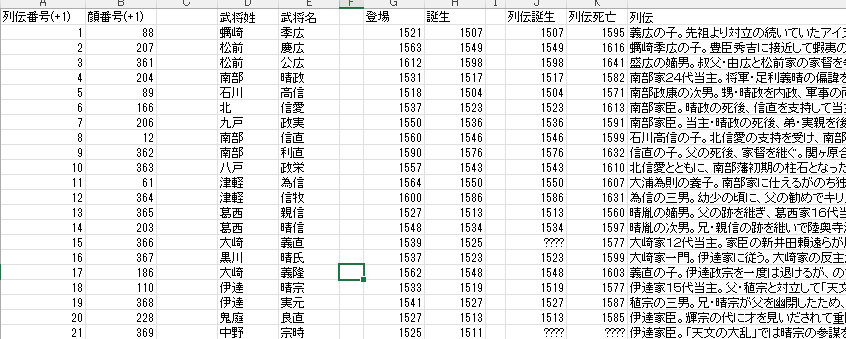 A B C D E F G H I J K L
列伝番号(+1) 顔番号(+1) 武将姓 武将名 登場 誕生 列伝誕生 列伝死亡 列伝
1 88 蠣崎 季広 1521 1507 1507 1595 義広の子。先祖より対立の続いていたアイヌ
2 207 松前 慶広 1563 1549 1549 1616 蠣崎季広の子。豊臣秀吉に接近して蝦夷の
3 361 松前 公広 1612 1598 1598 1641 盛広の嫡男。叔父・由広と松前家の家督を
4 204 南部 晴政 1531 1517 1517 1582 南部家24代当主。将軍・足利義晴の偏諱を
5 89 石川 高信 1518 1504 1504 1571 南部政康の次男。甥・晴政を内政、軍事の
6 166 北 信愛 1537 1523 1523 1613 南部家臣。晴政の死後、信直を支持して当
7 206 九戸 政実 1550 1536 1536 1591 南部家臣。当主・晴政の死後、弟・実親を後
8 12 南部 信直 1560 1546 1546 1599 石川高信の子。北信愛の支持を受け、南部
9 362 南部 利直 1590 1576 1576 1632 信直の子。父の死後、家督を継ぐ。関ヶ原合
10 363 八戸 政栄 1557 1543 1543 1610 北信愛とともに、南部藩初期の柱石となった
11 61 津軽 為信 1564 1550 1550 1607 大浦為則の養子。南部家に仕えるがのち独
12 364 津軽 信牧 1600 1586 1586 1631 為信の三男。幼少の頃に、父の勧めでキリ
13 365 葛西 親信 1527 1513 1513 1560 晴胤の嫡男。父の跡を継ぎ、葛西家16代当
14 203 葛西 晴信 1548 1534 1534 1597 晴胤の次男。兄・親信の跡を継いで陸奥寺
15 366 大崎 義直 1539 1525 ???? 1577 大崎家12代当主。家臣の新井田頼遠らが
16 367 黒川 晴氏 1537 1523 1523 1599 大崎家一門。伊達家に従う。大崎家の反主
17 186 大崎 義隆 1562 1548 1548 1603 義直の子。伊達政宗を一度は退けるが、の
18 110 伊達 晴宗 1533 1519 1519 1577 伊達家15代当主。父・稙宗と対立して「天文
19 368 伊達 実元 1541 1527 1527 1587 稙宗の三男。兄・晴宗が父を幽閉したため、
20 228 鬼庭 良直 1527 1513 1513 1585 伊達家臣。輝宗の代に才を見いだされて重
21 369 中野 宗時 1525 1511 ???? ???? 伊達家臣。「天文の大乱」では晴宗の参謀を